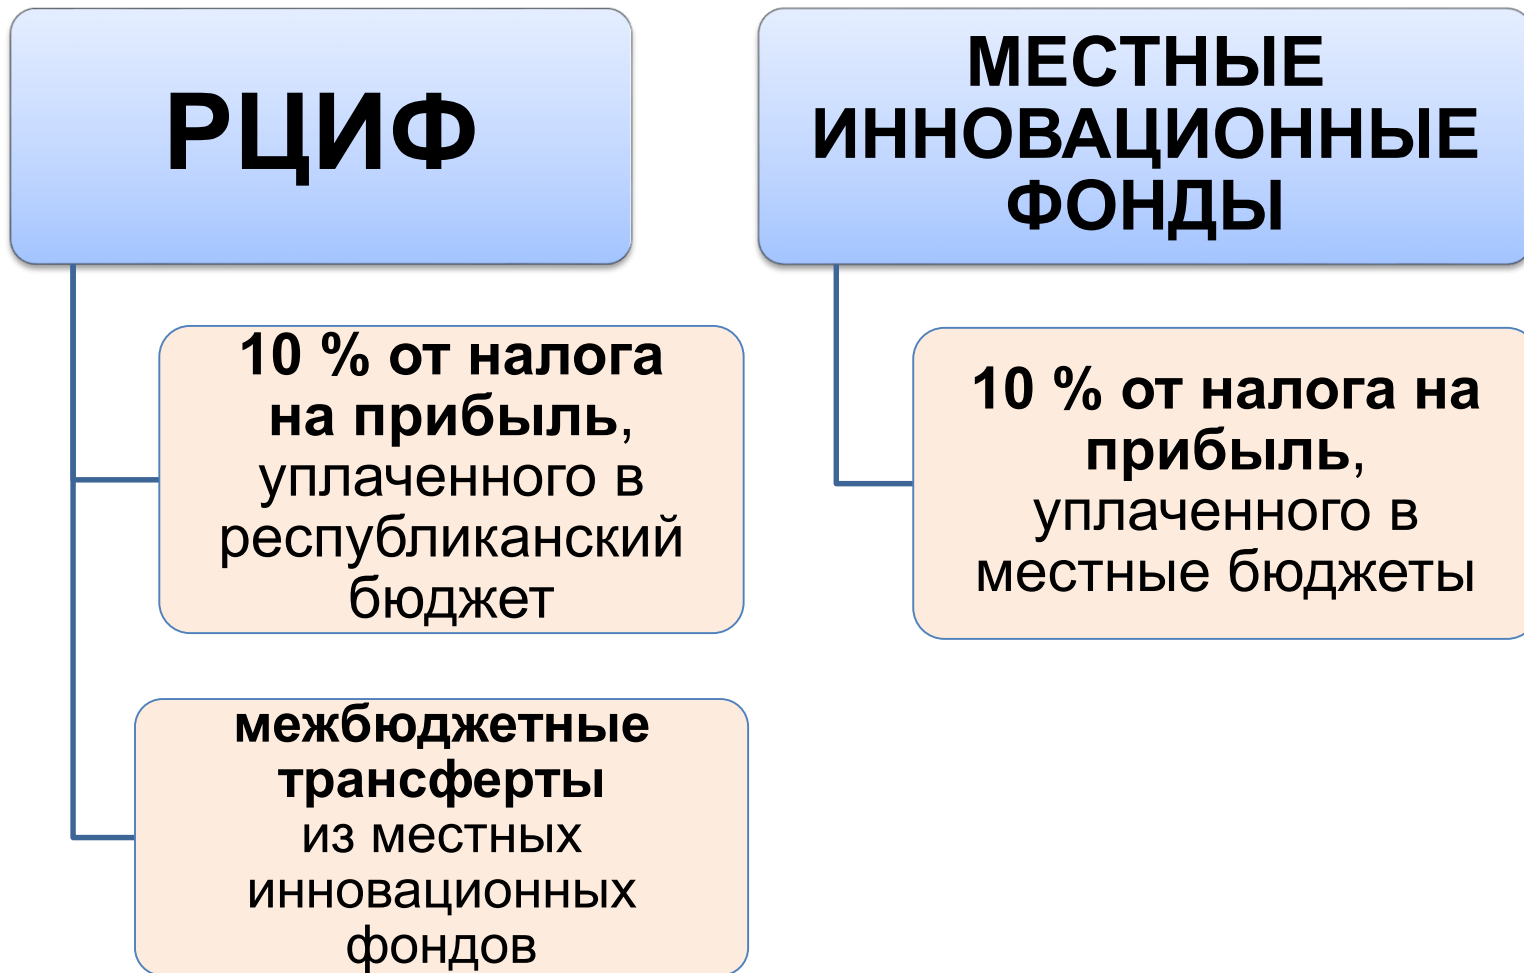 РЦИФ
МЕСТНЫЕ
ИННОВАЦИОННЫЕ
ФОНДЫ
10 % от налога
на прибыль,
уплаченного в
республиканский
бюджет
10 % от налога на
прибыль,
уплаченного в
местные бюджеты
межбюджетные
трансферты
из местных
инновационных
фондов